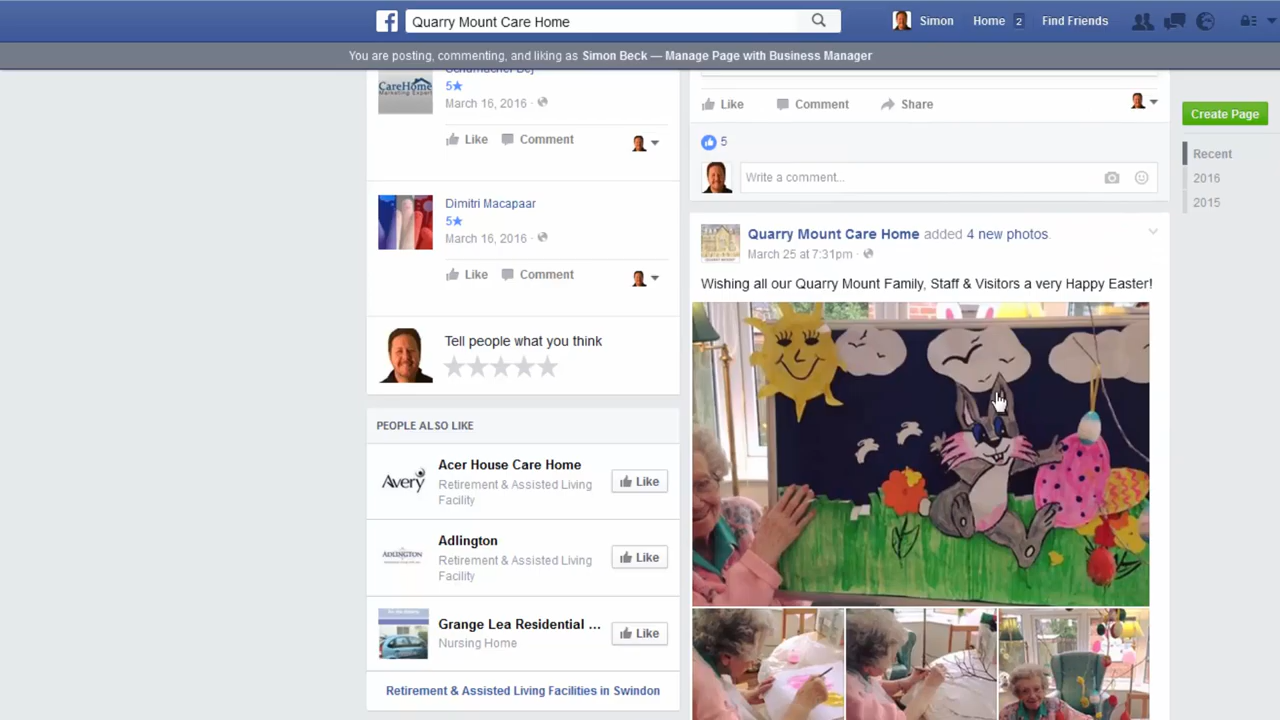 Quarry Mount Care Home
Simon
Home 2
Find Friends
You are posting, commenting, and liking as Simon Beck — Manage Page with Business Manager
CareHome
5★
March 16, 2016 ·
Like Comment
Dimitri Macapaar
5★
March 16, 2016 ·
Like Comment
Tell people what you think
PEOPLE ALSO LIKE
Avery
Acer House Care Home
Retirement & Assisted Living
Facility
Like
ADLINGTON
Adlington
Retirement & Assisted Living
Facility
Like
Grange Lea Residential ...
Nursing Home
Like
Retirement & Assisted Living Facilities in Swindon
Like Comment Share
5
Write a comment...
Quarry Mount Care Home added 4 new photos.
March 25 at 7:31pm ·
Wishing all our Quarry Mount Family, Staff & Visitors a very Happy Easter!
Create Page
Recent
2016
2015